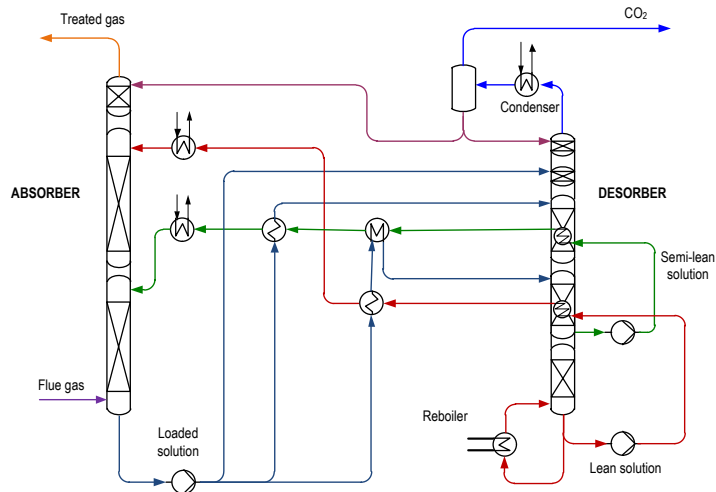 Treated gas
CO₂
Condenser
ABSORBER
DESORBER
Semi-lean
solution
Flue gas
Loaded
solution
Reboiler
Lean solution